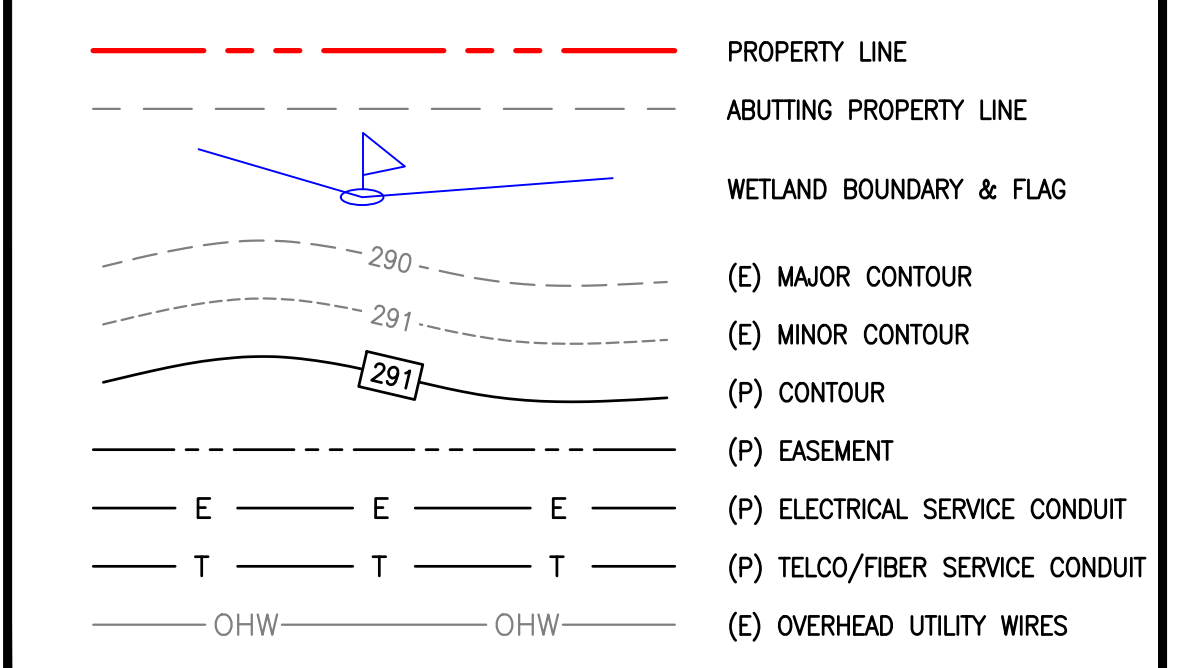 PROPERTY LINE
ABUTTING PROPERTY LINE
WETLAND BOUNDARY & FLAG
290 (E) MAJOR CONTOUR
291 (E) MINOR CONTOUR
291 (P) CONTOUR
(P) EASEMENT
E E E (P) ELECTRICAL SERVICE CONDUIT
T T T (P) TELCO/FIBER SERVICE CONDUIT
OHW OHW (E) OVERHEAD UTILITY WIRES